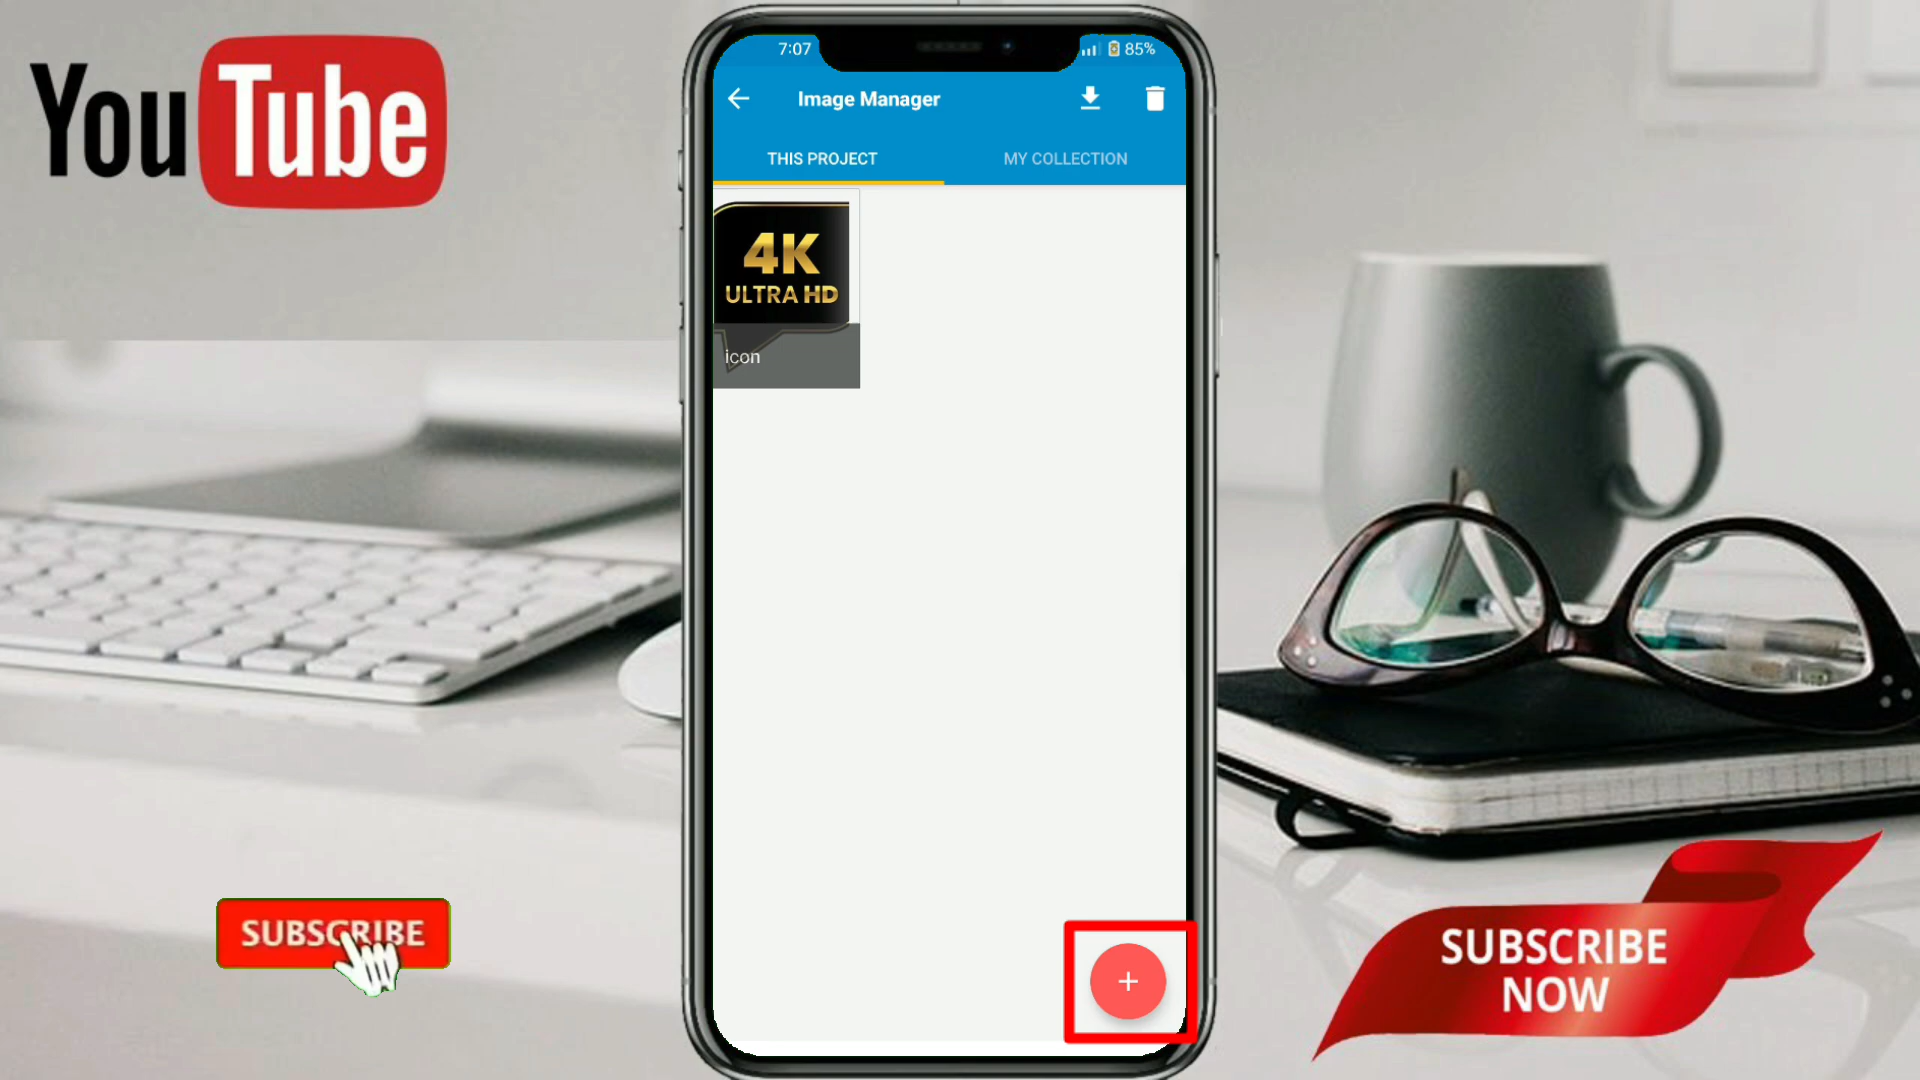 YouTube
7:07
85%
Image Manager
THIS PROJECT
MY COLLECTION
4K
ULTRA HD
icon
+
SUBSCRIBE
SUBSCRIBE
NOW